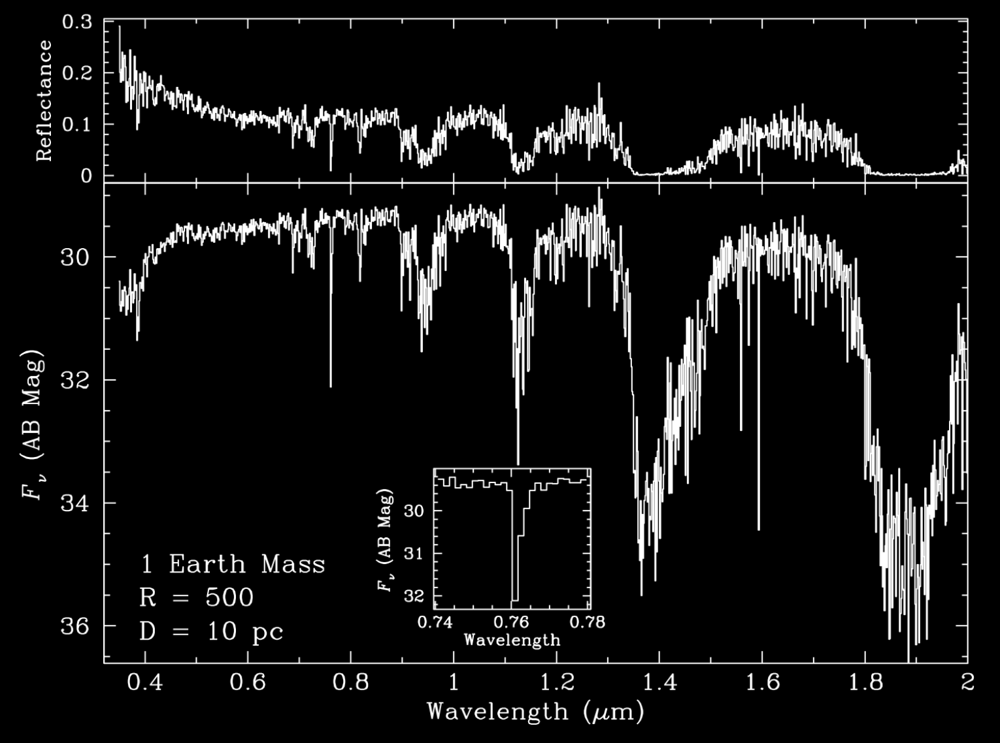 Reflectance
0.3
0.2
0.1
0
F𝜈 (AB Mag)
30
32
34
36
1 Earth Mass
R = 500
D = 10 pc
F𝜈 (AB Mag)
30
31
32
0.74 0.76 0.78
Wavelength
0.4 0.6 0.8 1 1.2 1.4 1.6 1.8 2
Wavelength (μm)